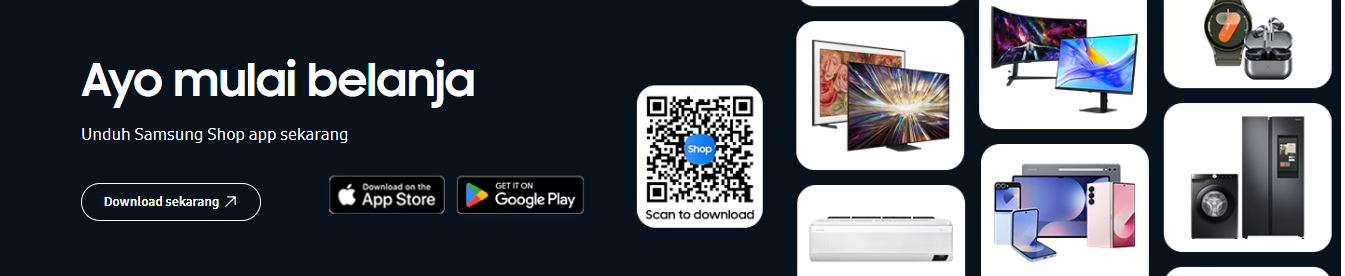 Ayo mulai belanja
Unduh Samsung Shop app sekarang
Download sekarang
Download on the
App Store
GET IT ON
Google Play
Shop
Scan to download